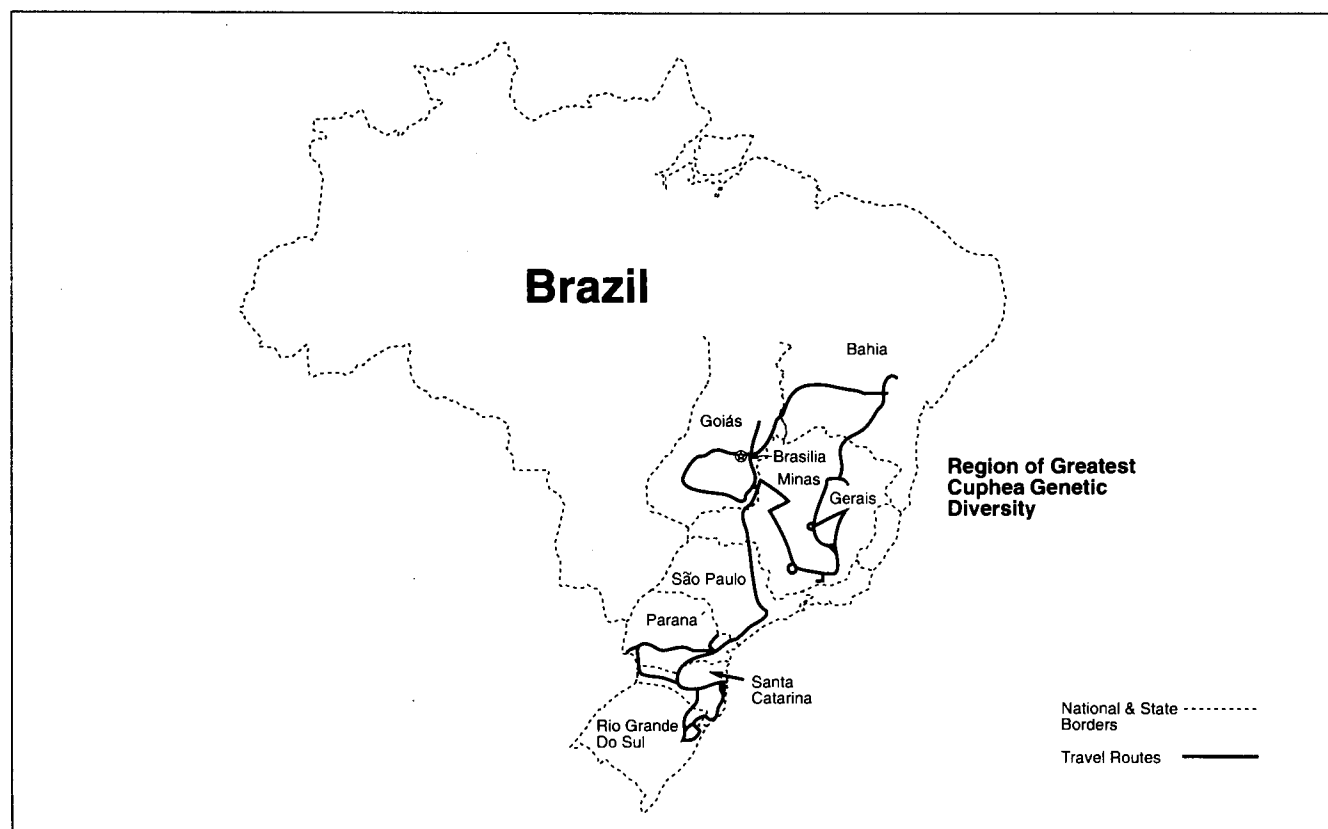 Brazil
Bahia
Goiás
Brasilia
Minas
Gerais
Region of Greatest
Cuphea Genetic
Diversity
São Paulo
Parana
Santa
Catarina
Rio Grande
Do Sul
National & State
Borders
Travel Routes